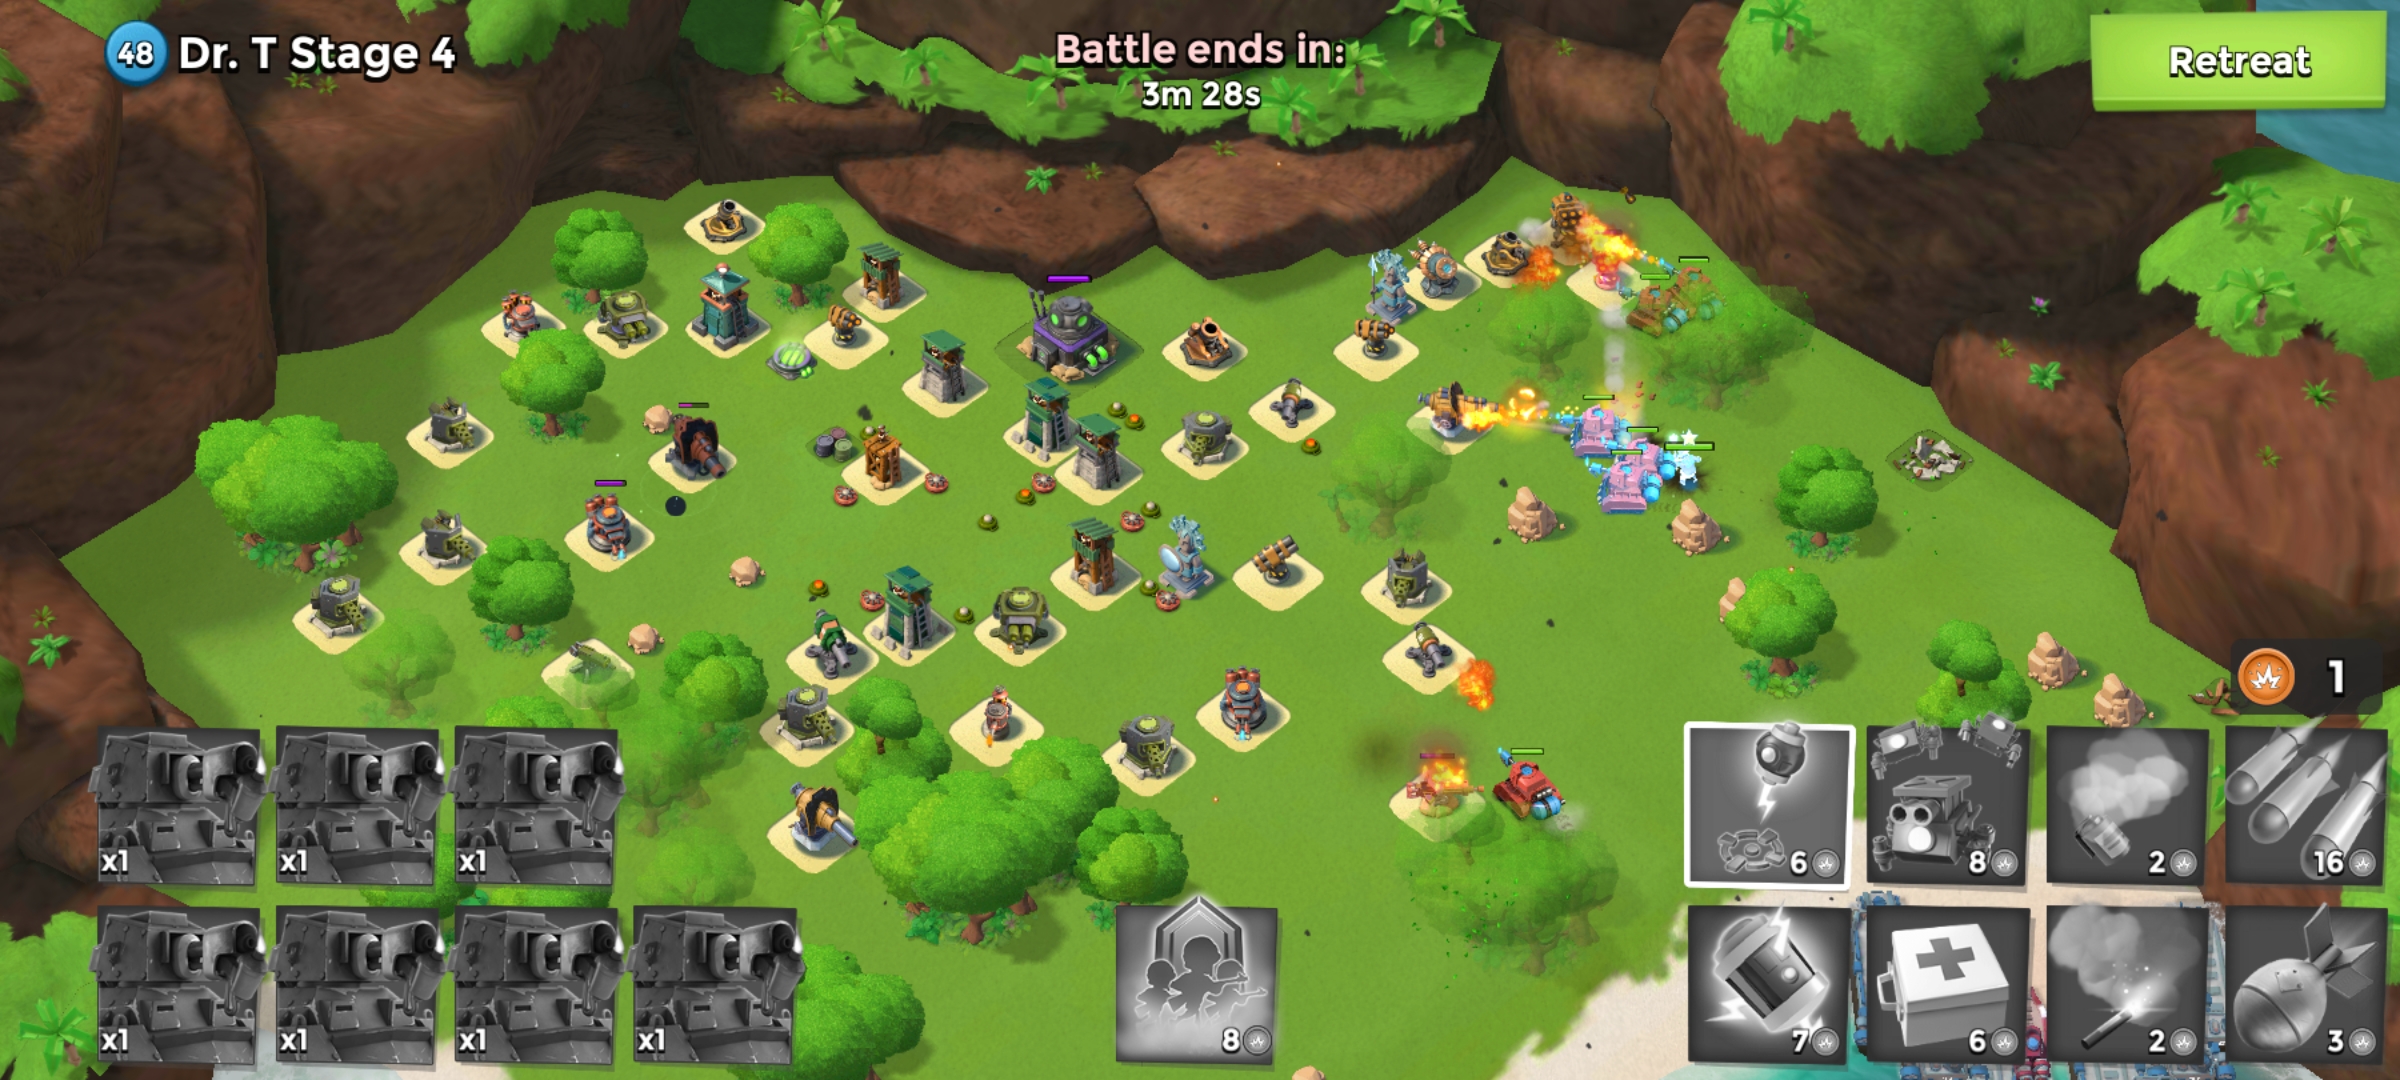 48 Dr. T Stage 4
Battle ends in:
3m 28s
Retreat
1
x1 x1 x1
6 8 2 16
x1 x1 x1 x1
8
7 6 2 3